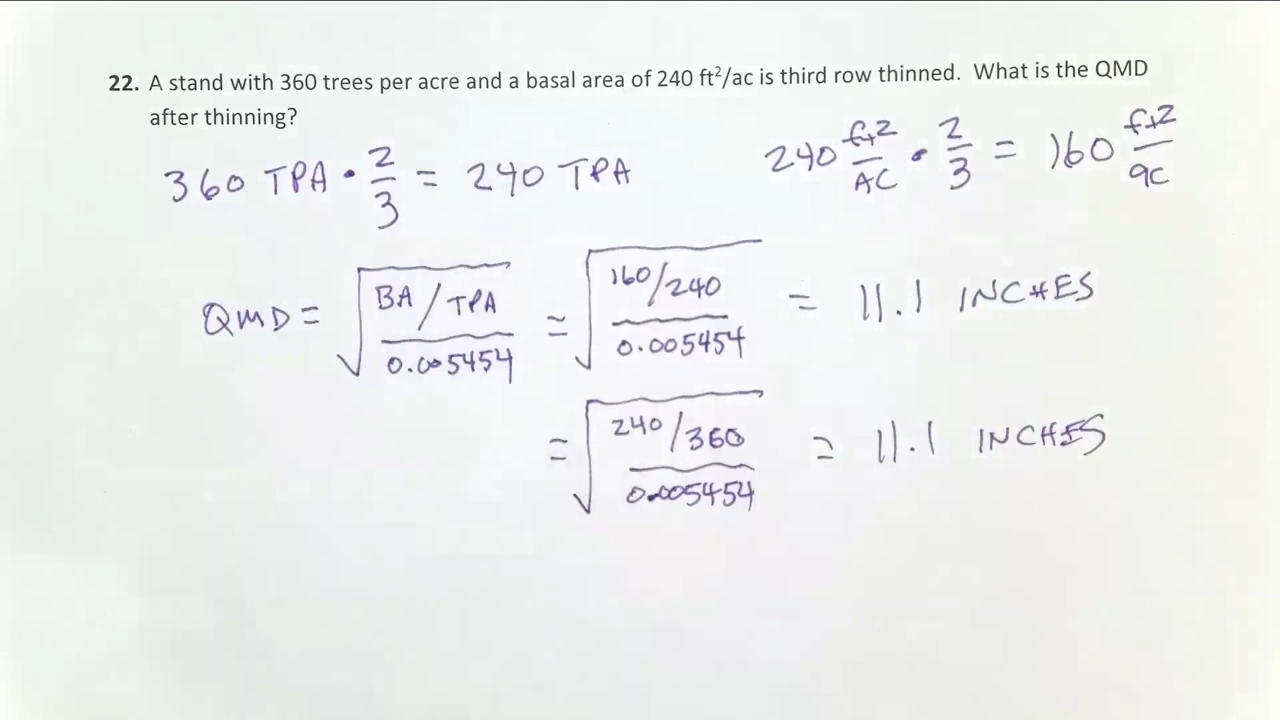 22. A stand with 360 trees per acre and a basal area of 240 ft²/ac is third row thinned. What is the QMD
after thinning?
360 TPA • 2/3 = 240 TPA
240 ft2/AC • 2/3 = 160 ft2/ac
QMD = √((BA/TPA)/0.005454) = √((160/240)/0.005454) = 11.1 INCHES
= √((240/360)/0.005454) = 11.1 INCHES